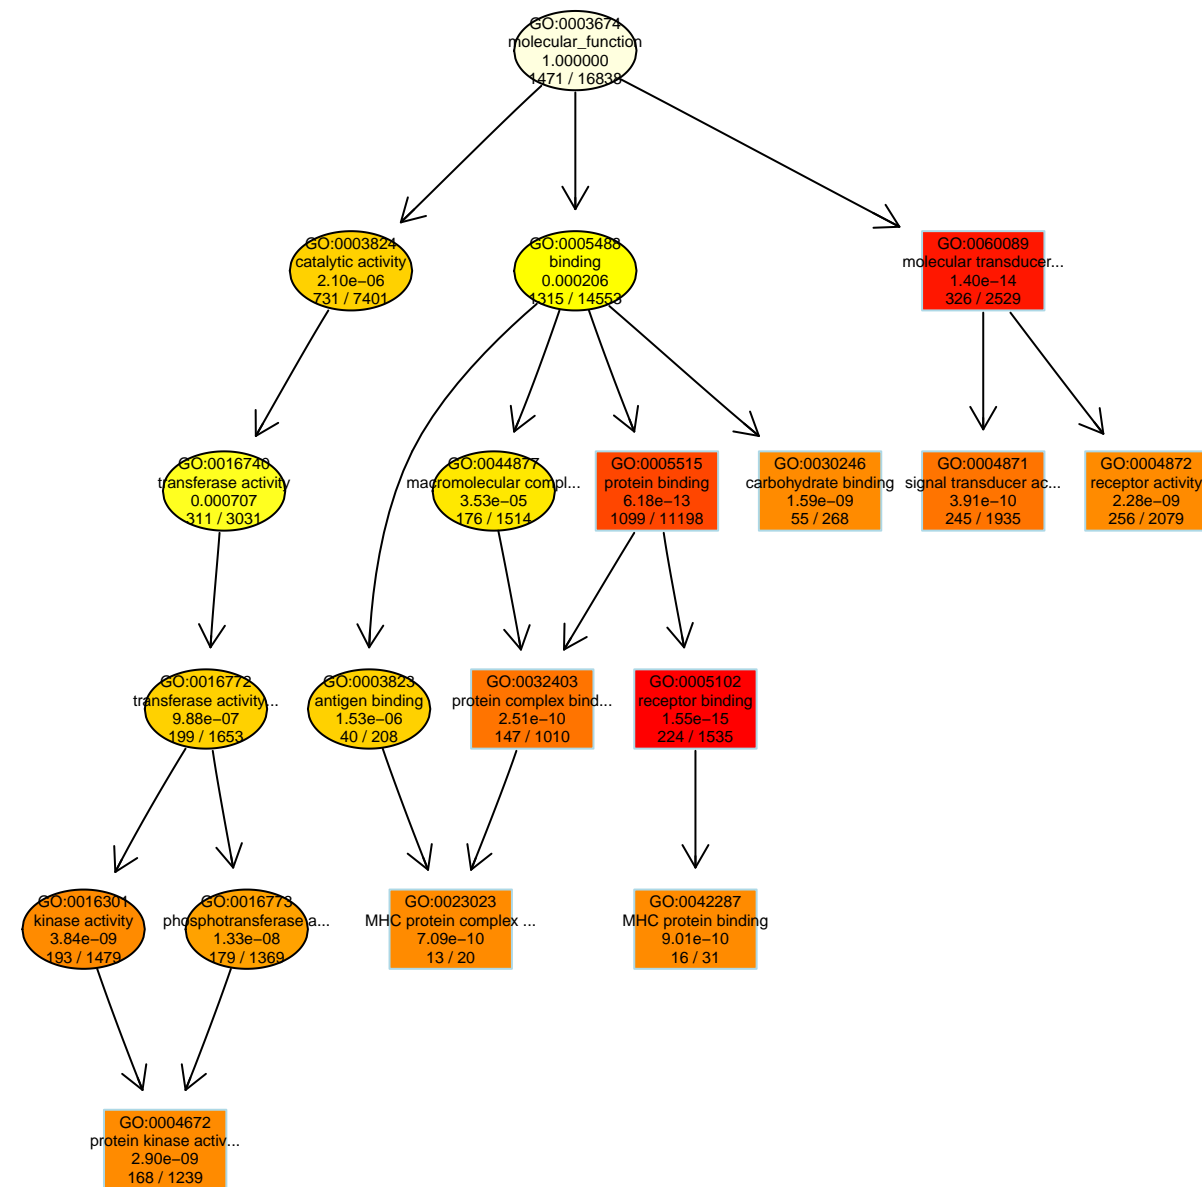 GO:0003674
molecular_function
1.000000
1471 / 16838
GO:0003824
catalytic activity
2.10e−06
731 / 7401
GO:0005488
binding
0.000206
1315 / 14553
GO:0060089
molecular transducer...
1.40e−14
326 / 2529
GO:0016740
transferase activity
0.000707
311 / 3031
GO:0044877
macromolecular compl...
3.53e−05
176 / 1514
GO:0005515
protein binding
6.18e−13
1099 / 11198
GO:0030246
carbohydrate binding
1.59e−09
55 / 268
GO:0004871
signal transducer ac...
3.91e−10
245 / 1935
GO:0004872
receptor activity
2.28e−09
256 / 2079
GO:0016772
transferase activity...
9.88e−07
199 / 1653
GO:0003823
antigen binding
1.53e−06
40 / 208
GO:0032403
protein complex bind...
2.51e−10
147 / 1010
GO:0005102
receptor binding
1.55e−15
224 / 1535
GO:0016301
kinase activity
3.84e−09
193 / 1479
GO:0016773
phosphotransferase a...
1.33e−08
179 / 1369
GO:0023023
MHC protein complex ...
7.09e−10
13 / 20
GO:0042287
MHC protein binding
9.01e−10
16 / 31
GO:0004672
protein kinase activ...
2.90e−09
168 / 1239